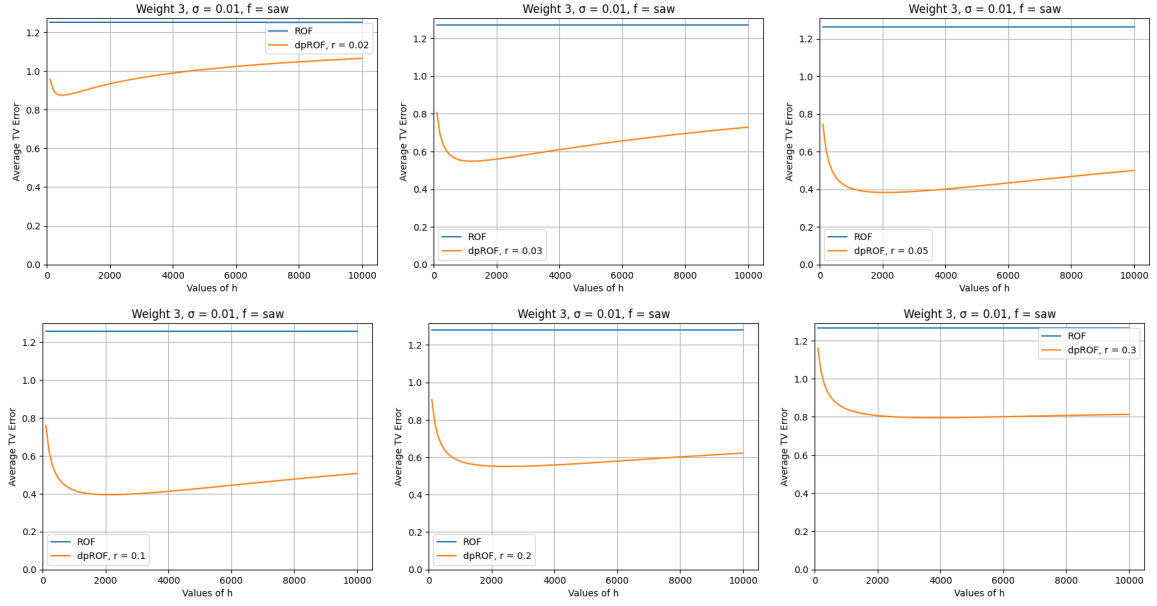 Weight 3, σ = 0.01, f = saw
Average TV Error
1.2
1.0
0.8
0.6
0.4
0.2
0.0
ROF
dpROF, r = 0.02
0 2000 4000 6000 8000 10000
Values of h
Weight 3, σ = 0.01, f = saw
Average TV Error
1.2
1.0
0.8
0.6
0.4
0.2
0.0
ROF
dpROF, r = 0.03
0 2000 4000 6000 8000 10000
Values of h
Weight 3, σ = 0.01, f = saw
Average TV Error
1.2
1.0
0.8
0.6
0.4
0.2
0.0
ROF
dpROF, r = 0.05
0 2000 4000 6000 8000 10000
Values of h
Weight 3, σ = 0.01, f = saw
Average TV Error
1.2
1.0
0.8
0.6
0.4
0.2
0.0
ROF
dpROF, r = 0.1
0 2000 4000 6000 8000 10000
Values of h
Weight 3, σ = 0.01, f = saw
Average TV Error
1.2
1.0
0.8
0.6
0.4
0.2
0.0
ROF
dpROF, r = 0.2
0 2000 4000 6000 8000 10000
Values of h
Weight 3, σ = 0.01, f = saw
Average TV Error
1.2
1.0
0.8
0.6
0.4
0.2
0.0
ROF
dpROF, r = 0.3
0 2000 4000 6000 8000 10000
Values of h